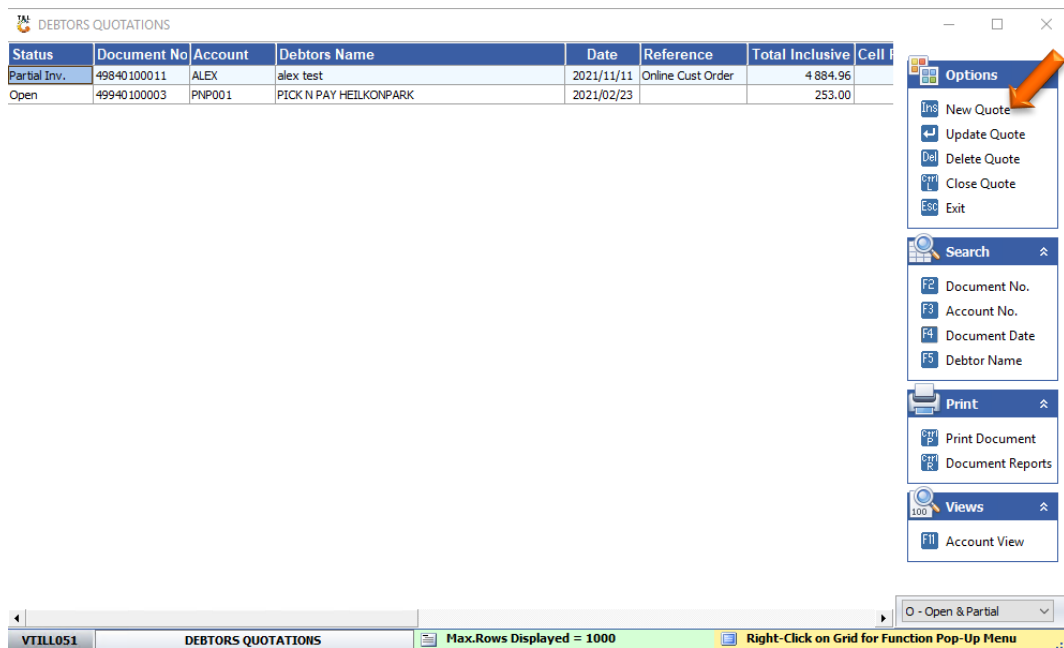 DEBTORS QUOTATIONS
Status Document No Account Debtors Name Date Reference Total Inclusive Cell
Partial Inv. 49840100011 ALEX alex test 2021/11/11 Online Cust Order 4 884.96
Open 49940100003 PNP001 PICK N PAY HEILKONPARK 2021/02/23 253.00
Options
Ins New Quote
Update Quote
Del Delete Quote
Ctrl L Close Quote
Esc Exit
Search
F2 Document No.
F3 Account No.
F4 Document Date
F5 Debtor Name
Print
Ctrl P Print Document
Ctrl R Document Reports
100 Views
F11 Account View
O - Open & Partial
VTILL051 DEBTORS QUOTATIONS Max.Rows Displayed = 1000 Right-Click on Grid for Function Pop-Up Menu